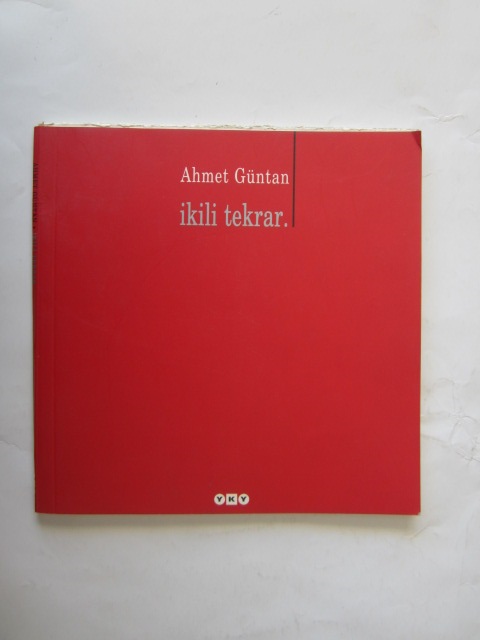 Ahmet Güntan
ikili tekrar.
YKY